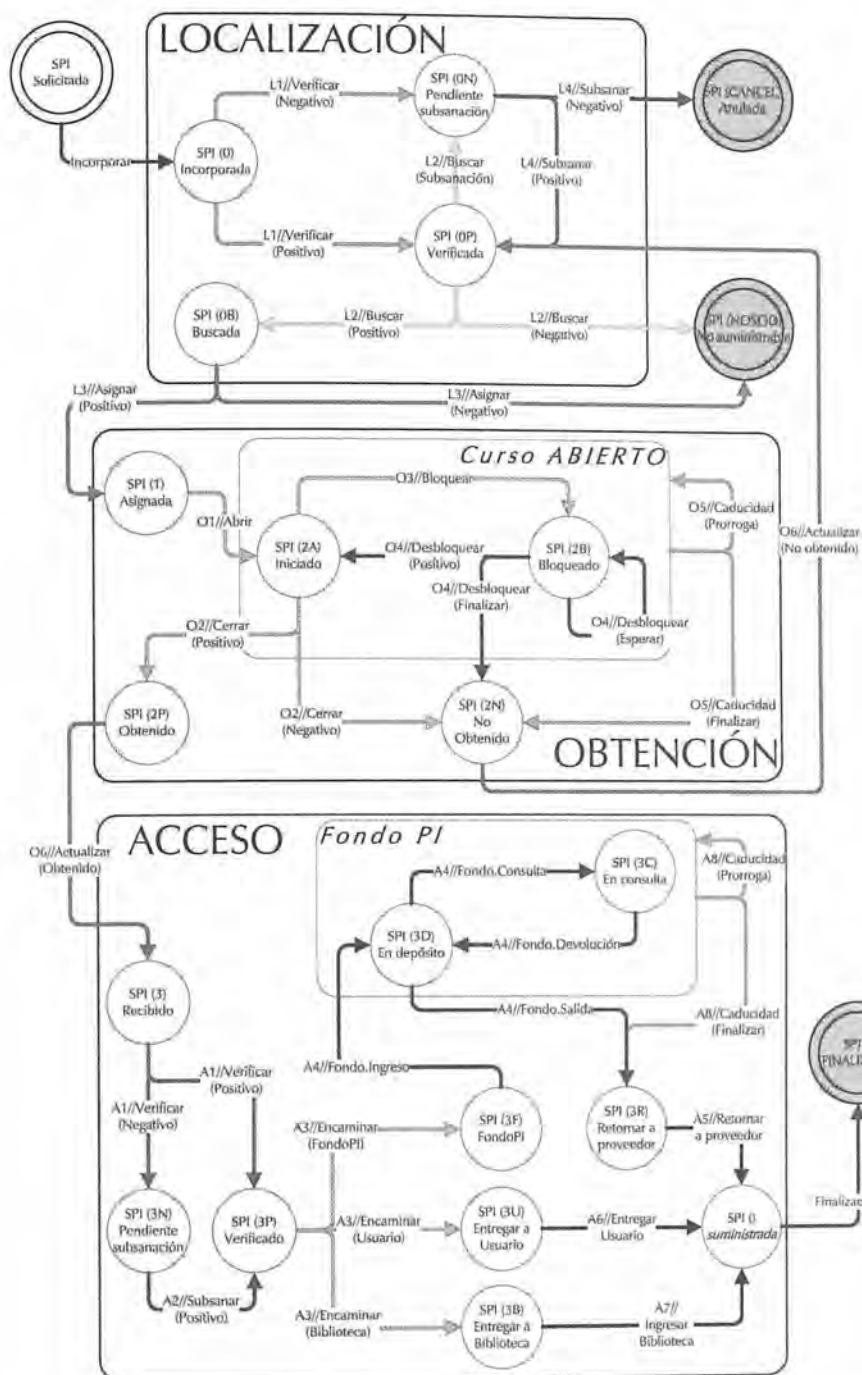 LOCALIZACIÓN
SPI
Solicitada
Incorporar
SPI (0)
Incorporada
L1//Verificar
(Negativo)
SPI (0N)
Pendiente
subsanación
L4//Subsanar
(Negativo)
SPI (CANCEL)
Anulada
L2//Buscar
(Subsanación)
L4//Subsanar
(Positivo)
L1//Verificar
(Positivo)
SPI (0P)
Verificada
SPI (0B)
Buscada
L2//Buscar
(Positivo)
L2//Buscar
(Negativo)
No suministrada
L3//Asignar
(Positivo)
L3//Asignar
(Negativo)
Curso ABIERTO
SPI (1)
Asignada
O1//Abrir
O3//Bloquear
SPI (2A)
Iniciado
O4//Desbloquear
(Positivo)
SPI (2B)
Bloqueado
O5//Caducidad
(Prorroga)
O6//Actualizar
(No obtenido)
O4//Desbloquear
(Finalizar)
O4//Desbloquear
(Esperar)
O2//Cerrar
(Positivo)
SPI (2P)
Obtenido
O2//Cerrar
(Negativo)
SPI (2N)
No
Obtenido
O5//Caducidad
(Finalizar)
OBTENCIÓN
ACCESO
Fondo PI
O6//Actualizar
(Obtenido)
A4//Fondo.Consulta
SPI (3C)
En consulta
A8//Caducidad
(Prorroga)
SPI (3D)
En depósito
A4//Fondo.Devolución
SPI (3)
Recibido
A4//Fondo.Salida
A8//Caducidad
(Finalizar)
A4//Fondo.Ingreso
A1//Verificar
(Positivo)
A1//Verificar
(Negativo)
A3//Encaminar
(FondoPI)
SPI (3F)
FondoPI
SPI (3R)
Retornar a
proveedor
A5//Retornar
a proveedor
SPI (3N)
Pendiente
subsanación
SPI (3P)
Verificado
A3//Encaminar
(Usuario)
SPI (3U)
Entregar a
Usuario
A6//Entregar
Usuario
SPI ()
suministrada
A2//Subsanar
(Positivo)
A3//Encaminar
(Biblioteca)
SPI (3B)
Entregar a
Biblioteca
A7//
Ingresar
Biblioteca